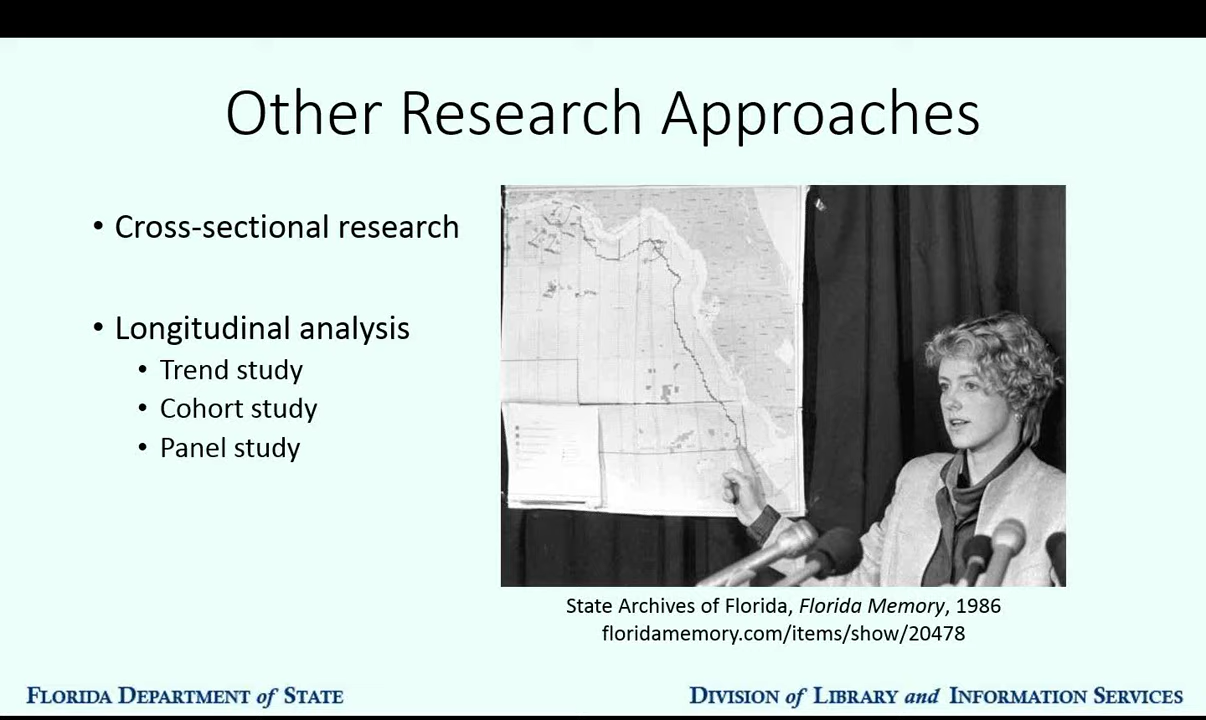 Other Research Approaches
• Cross-sectional research
• Longitudinal analysis
• Trend study
• Cohort study
• Panel study
State Archives of Florida, Florida Memory, 1986
floridamemory.com/items/show/20478
FLORIDA DEPARTMENT of STATE
DIVISION of LIBRARY and INFORMATION SERVICES